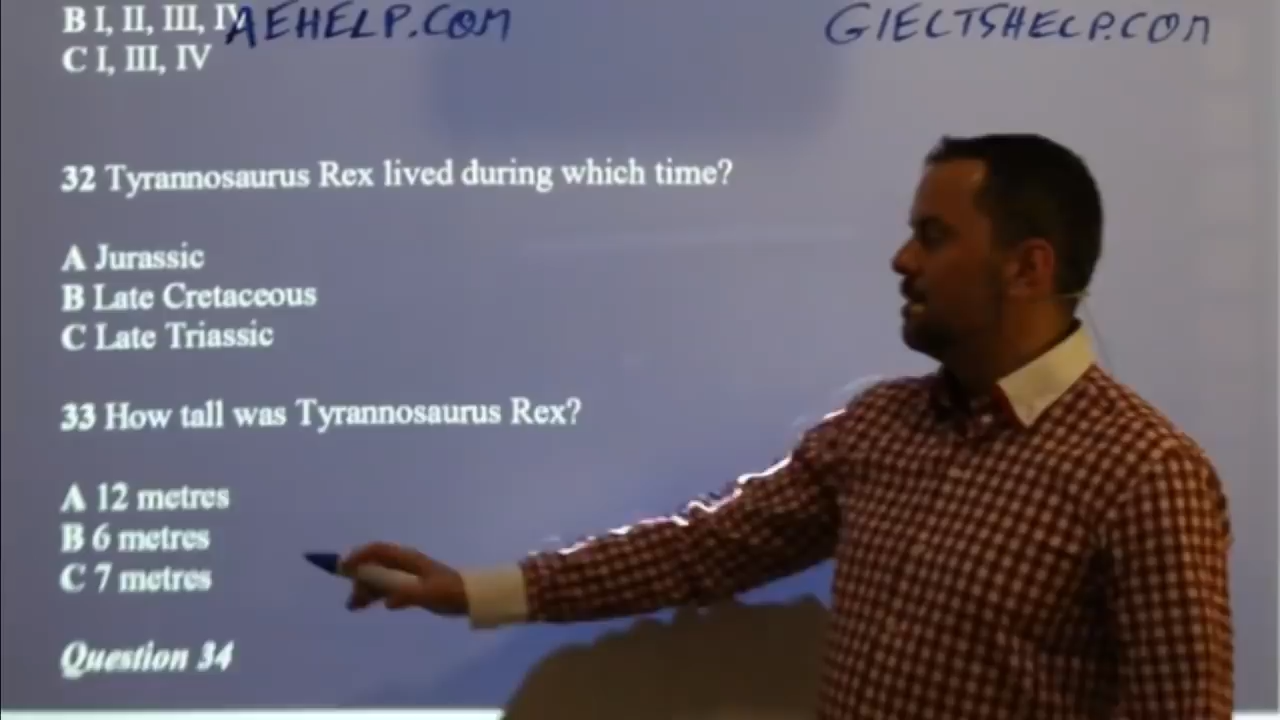 B I, II, III, IV
AEHELP.COM
GIELTSHELP.COM
C I, III, IV
32 Tyrannosaurus Rex lived during which time?
A Jurassic
B Late Cretaceous
C Late Triassic
33 How tall was Tyrannosaurus Rex?
A 12 metres
B 6 metres
C 7 metres
Question 34